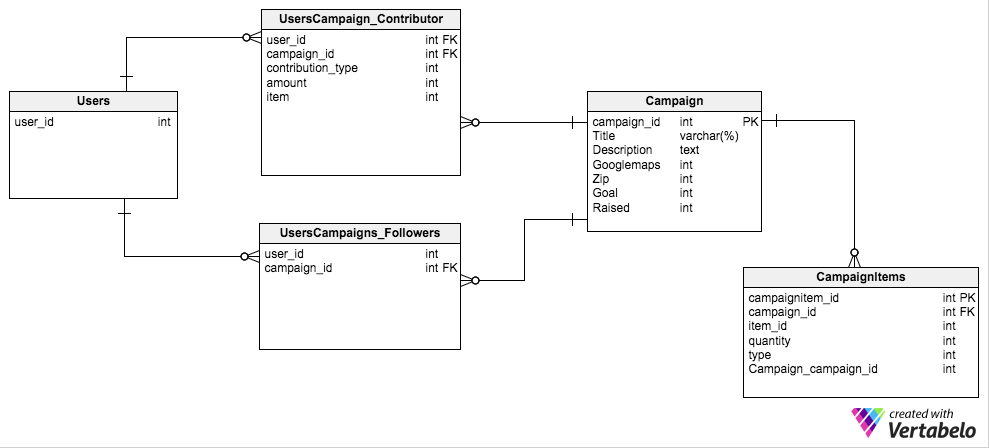 UsersCampaign_Contributor
user_id int FK
campaign_id int FK
contribution_type int
amount int
item int
Users
user_id int
Campaign
campaign_id int PK
Title varchar(%)
Description text
Googlemaps int
Zip int
Goal int
Raised int
UsersCampaigns_Followers
user_id int
campaign_id int FK
CampaignItems
campaignitem_id int PK
campaign_id int FK
item_id int
quantity int
type int
Campaign_campaign_id int
created with
Vertabelo